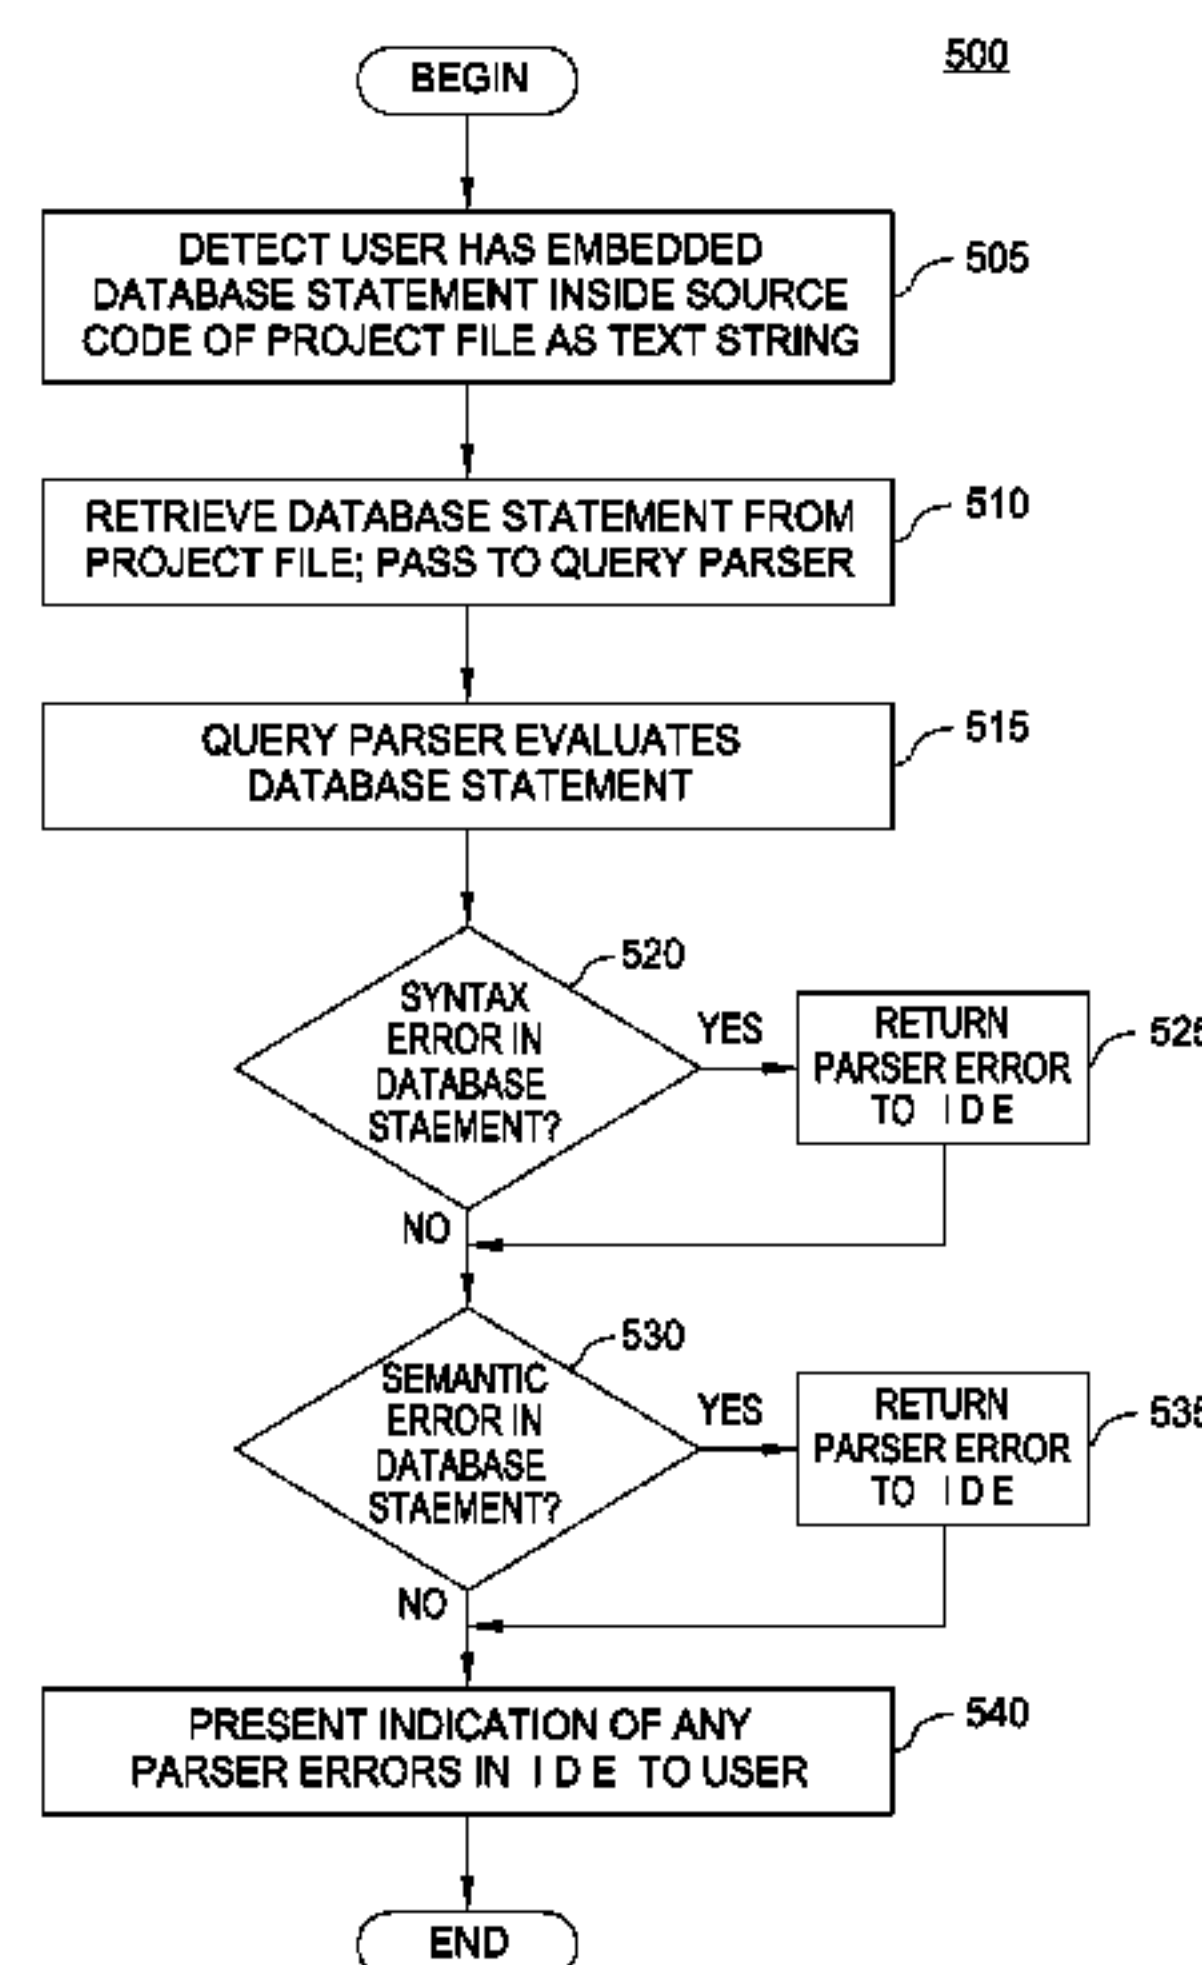 500
BEGIN
DETECT USER HAS EMBEDDED
DATABASE STATEMENT INSIDE SOURCE
CODE OF PROJECT FILE AS TEXT STRING
505
RETRIEVE DATABASE STATEMENT FROM
PROJECT FILE; PASS TO QUERY PARSER
510
QUERY PARSER EVALUATES
DATABASE STATEMENT
515
SYNTAX
ERROR IN
DATABASE
STAEMENT?
520
YES
RETURN
PARSER ERROR
TO IDE
525
NO
SEMANTIC
ERROR IN
DATABASE
STAEMENT?
530
YES
RETURN
PARSER ERROR
TO IDE
535
NO
PRESENT INDICATION OF ANY
PARSER ERRORS IN IDE TO USER
540
END